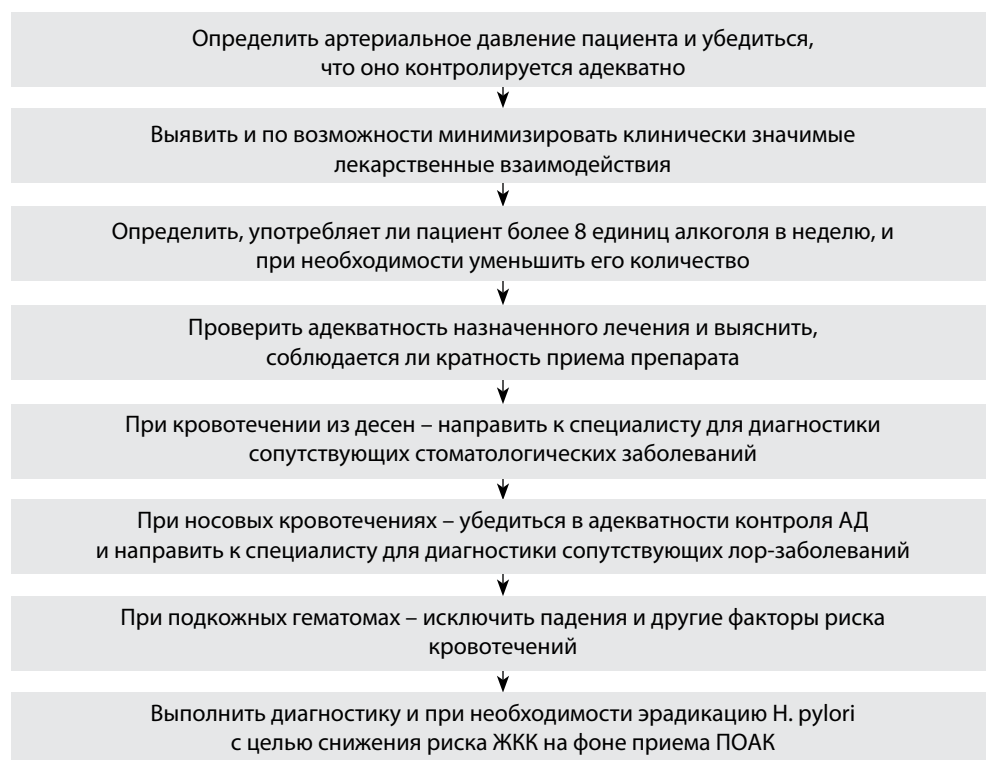 Определить артериальное давление пациента и убедиться,
что оно контролируется адекватно
Выявить и по возможности минимизировать клинически значимые
лекарственные взаимодействия
Определить, употребляет ли пациент более 8 единиц алкоголя в неделю, и
при необходимости уменьшить его количество
Проверить адекватность назначенного лечения и выяснить,
соблюдается ли кратность приема препарата
При кровотечении из десен – направить к специалисту для диагностики
сопутствующих стоматологических заболеваний
При носовых кровотечениях – убедиться в адекватности контроля АД
и направить к специалисту для диагностики сопутствующих лор-заболеваний
При подкожных гематомах – исключить падения и другие факторы риска
кровотечений
Выполнить диагностику и при необходимости эрадикацию H. pylori
с целью снижения риска ЖКК на фоне приема ПОАК